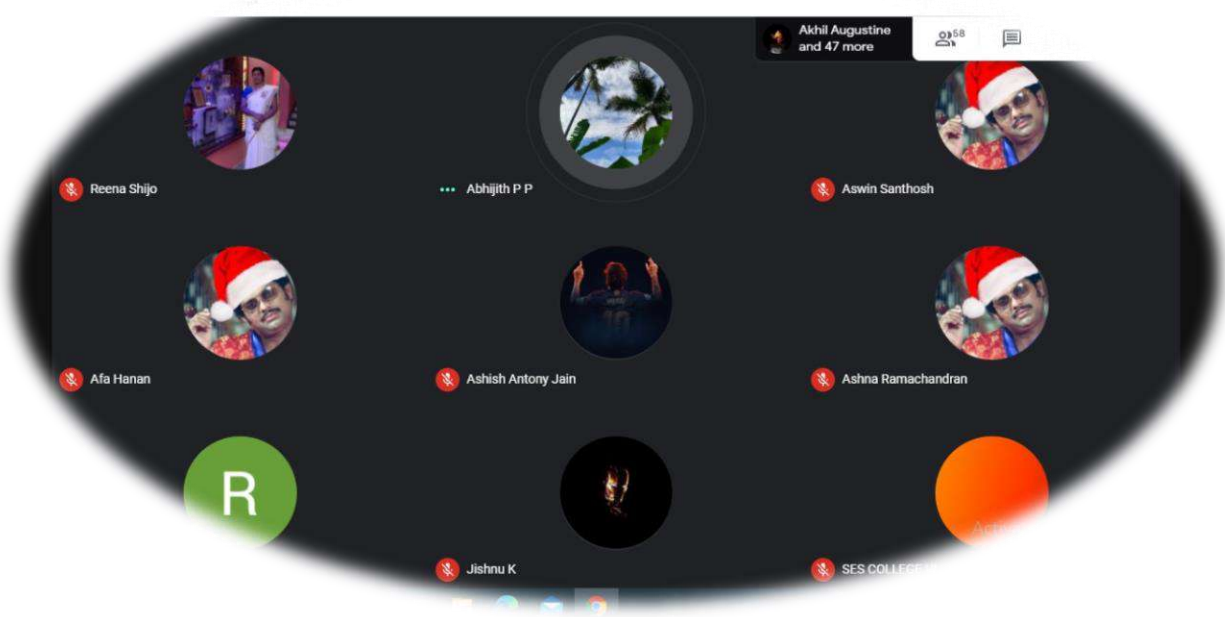 Akhil Augustine
and 47 more
58
Reena Shijo
Abhijith P P
Aswin Santhosh
Afa Hanan
Ashish Antony Jain
Ashna Ramachandran
R
Jishnu K
SES COLLEGE